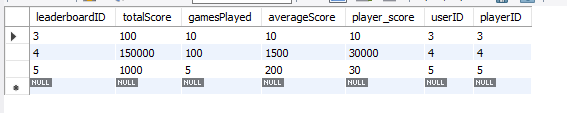 leaderboardID totalScore gamesPlayed averageScore player_score userID playerID
3 100 10 10 10 3 3
4 150000 100 1500 30000 4 4
5 1000 5 200 30 5 5
NULL NULL NULL NULL NULL NULL NULL